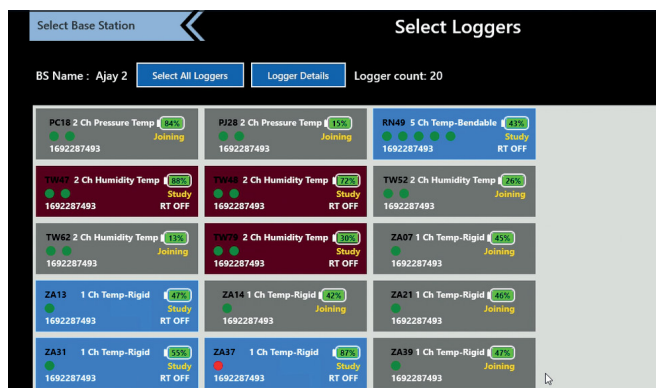 Select Base Station
Select Loggers
BS Name : Ajay 2
Select All Loggers
Logger Details
Logger count: 20
PC18 2 Ch Pressure Temp 84%
Joining
1692287493
PJ28 2 Ch Pressure Temp 15%
Joining
1692287493
RN49 5 Ch Temp-Bendable 43%
Study
1692287493 RT OFF
TW47 2 Ch Humidity Temp 88%
Study
1692287493 RT OFF
TW48 2 Ch Humidity Temp 72%
Study
1692287493 RT OFF
TW52 2 Ch Humidity Temp 26%
Joining
1692287493
TW62 2 Ch Humidity Temp 13%
Joining
1692287493
2 Ch Humidity Temp 30%
Study
1692287493 RT OFF
ZA07 1 Ch Temp-Rigid 45%
Joining
1692287493
ZA13 1 Ch Temp-Rigid 47%
Study
1692287493 RT OFF
ZA14 1 Ch Temp-Rigid 42%
Joining
1692287493
ZA21 1 Ch Temp-Rigid 46%
Joining
1692287493
ZA31 1 Ch Temp-Rigid 55%
Study
1692287493 RT OFF
ZA37 1 Ch Temp-Rigid 87%
Study
1692287493 RT OFF
ZA39 1 Ch Temp-Rigid 47%
Joining
1692287493